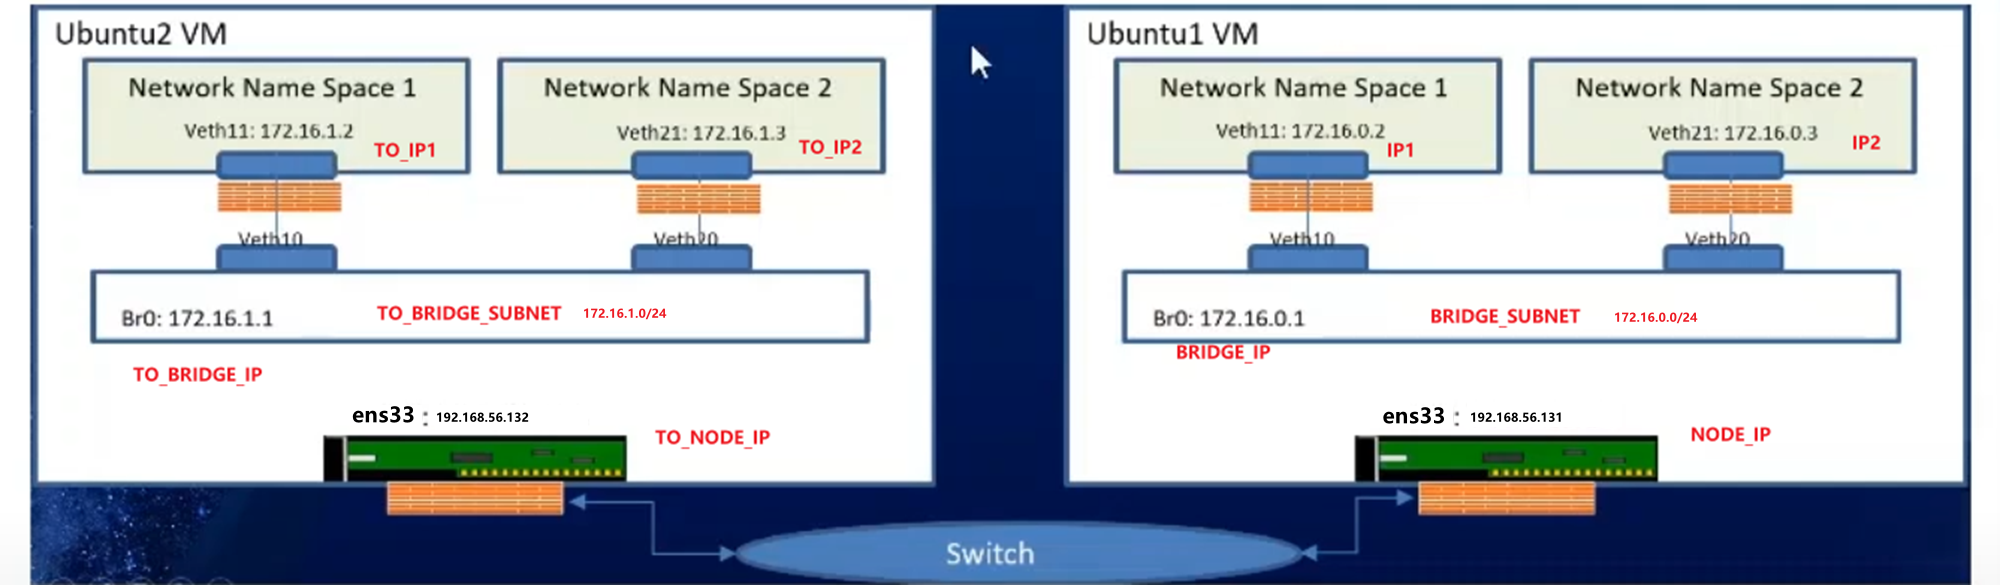 Ubuntu2 VM
Network Name Space 1
Veth11: 172.16.1.2
TO_IP1
Network Name Space 2
Veth21: 172.16.1.3
TO_IP2
Veth10
Veth20
Br0: 172.16.1.1
TO_BRIDGE_SUBNET 172.16.1.0/24
TO_BRIDGE_IP
ens33 : 192.168.56.132
TO_NODE_IP
Ubuntu1 VM
Network Name Space 1
Veth11: 172.16.0.2
IP1
Network Name Space 2
Veth21: 172.16.0.3
IP2
Veth10
Veth20
Br0: 172.16.0.1
BRIDGE_SUBNET 172.16.0.0/24
BRIDGE_IP
ens33 : 192.168.56.131
NODE_IP
Switch